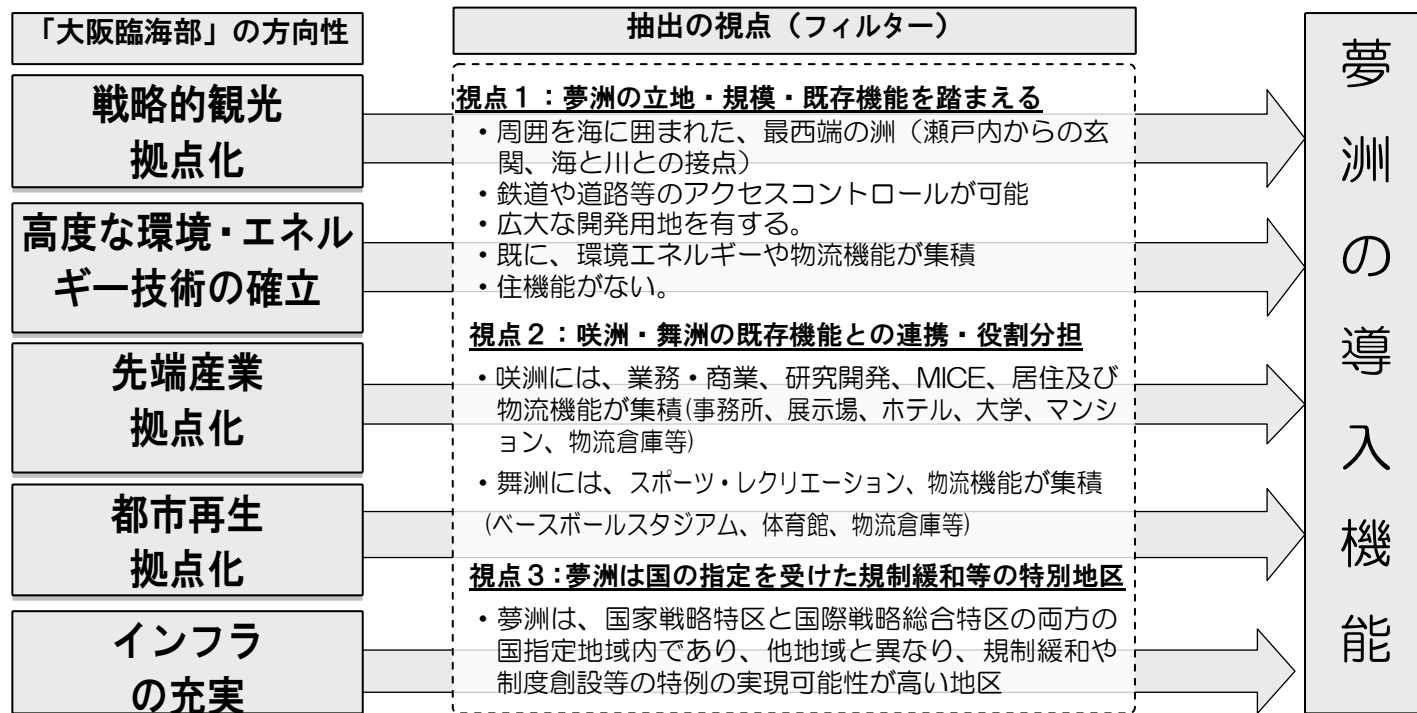 「大阪臨海部」の方向性
戦略的観光
拠点化
高度な環境・エネル
ギー技術の確立
先端産業
拠点化
都市再生
拠点化
インフラ
の充実
抽出の視点（フィルター）
視点１：夢洲の立地・規模・既存機能を踏まえる
・周囲を海に囲まれた、最西端の洲（瀬戸内からの玄
関、海と川との接点）
・鉄道や道路等のアクセスコントロールが可能
・広大な開発用地を有する。
・既に、環境エネルギーや物流機能が集積
・住機能がない。
視点２：咲洲・舞洲の既存機能との連携・役割分担
・咲洲には、業務・商業、研究開発、MICE、居住及び
物流機能が集積(事務所、展示場、ホテル、大学、マンシ
ョン、物流倉庫等)
・舞洲には、スポーツ・レクリエーション、物流機能が集積
(ベースボールスタジアム、体育館、物流倉庫等)
視点３：夢洲は国の指定を受けた規制緩和等の特別地区
・夢洲は、国家戦略特区と国際戦略総合特区の両方の
国指定地域内であり、他地域と異なり、規制緩和や
制度創設等の特例の実現可能性が高い地区
夢洲の導入機能